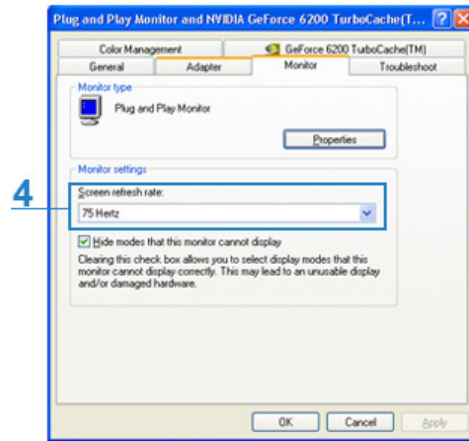 Plug and Play Monitor and NVIDIA GeForce 6200 TurboCache(T...
Color Management
GeForce 6200 TurboCache(TM)
General
Adapter
Monitor
Troubleshoot
Monitor type
Plug and Play Monitor
Properties
Monitor settings
4
Screen refresh rate:
75 Hertz
Hide modes that this monitor cannot display
Clearing this check box allows you to select display modes that this
monitor cannot display correctly. This may lead to an unusable display
and/or damaged hardware.
OK
Cancel
Apply